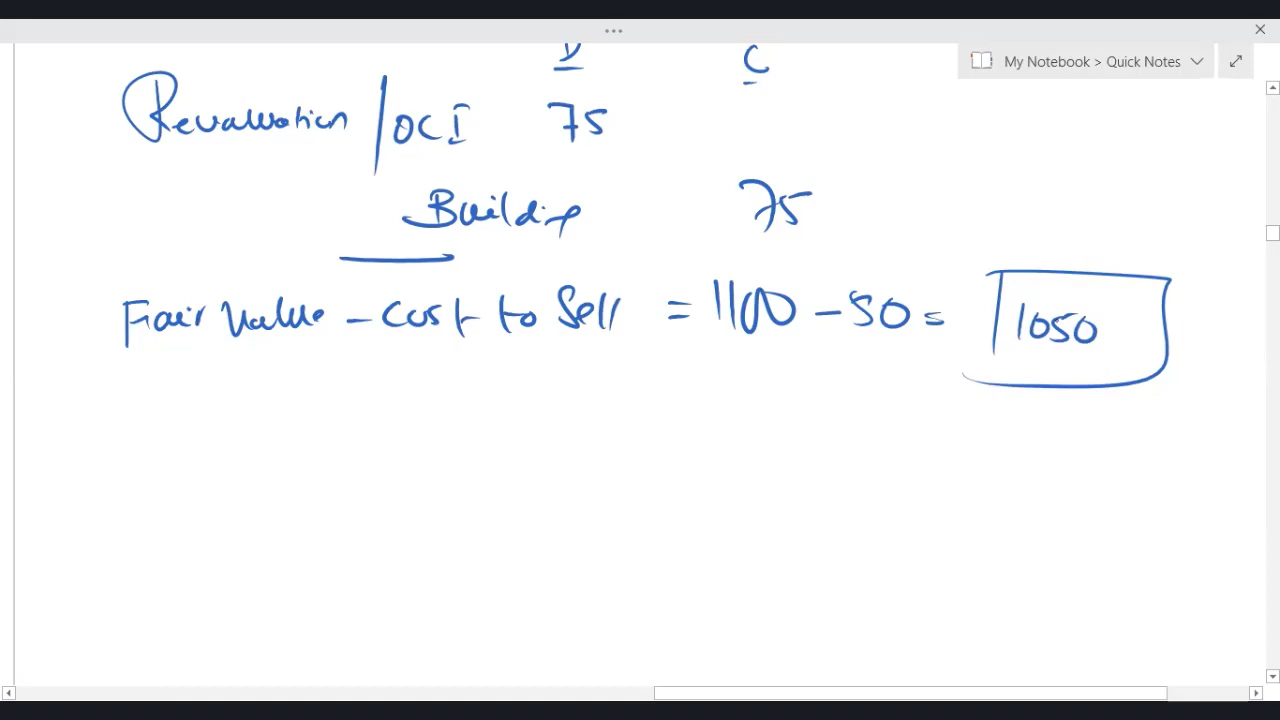 D C
My Notebook > Quick Notes
Revaluation / OCI 75
Building 75
Fair Value - Cost to Sell = 1100 - 50 = 1050